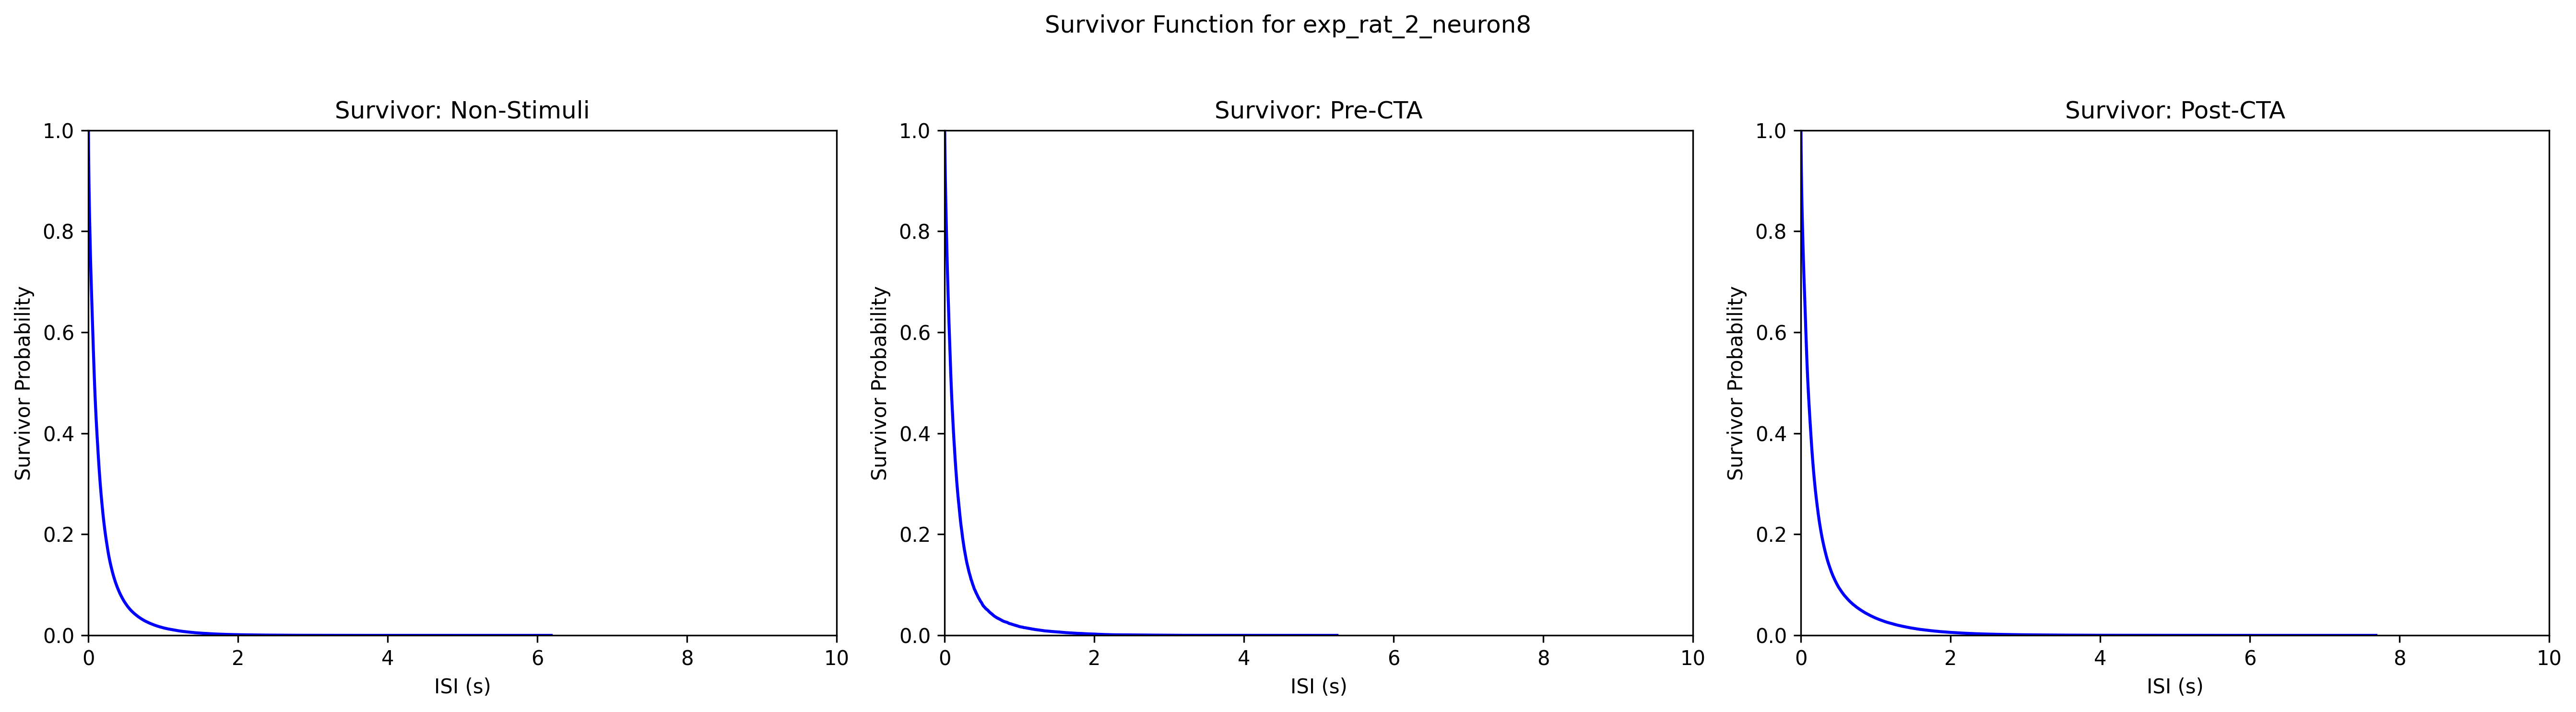 Survivor Function for exp_rat_2_neuron8
Survivor: Non-Stimuli
1.0
0.8
0.6
0.4
0.2
0.0
Survivor Probability
0 2 4 6 8 10
ISI (s)
Survivor: Pre-CTA
1.0
0.8
0.6
0.4
0.2
0.0
Survivor Probability
0 2 4 6 8 10
ISI (s)
Survivor: Post-CTA
1.0
0.8
0.6
0.4
0.2
0.0
Survivor Probability
0 2 4 6 8 10
ISI (s)